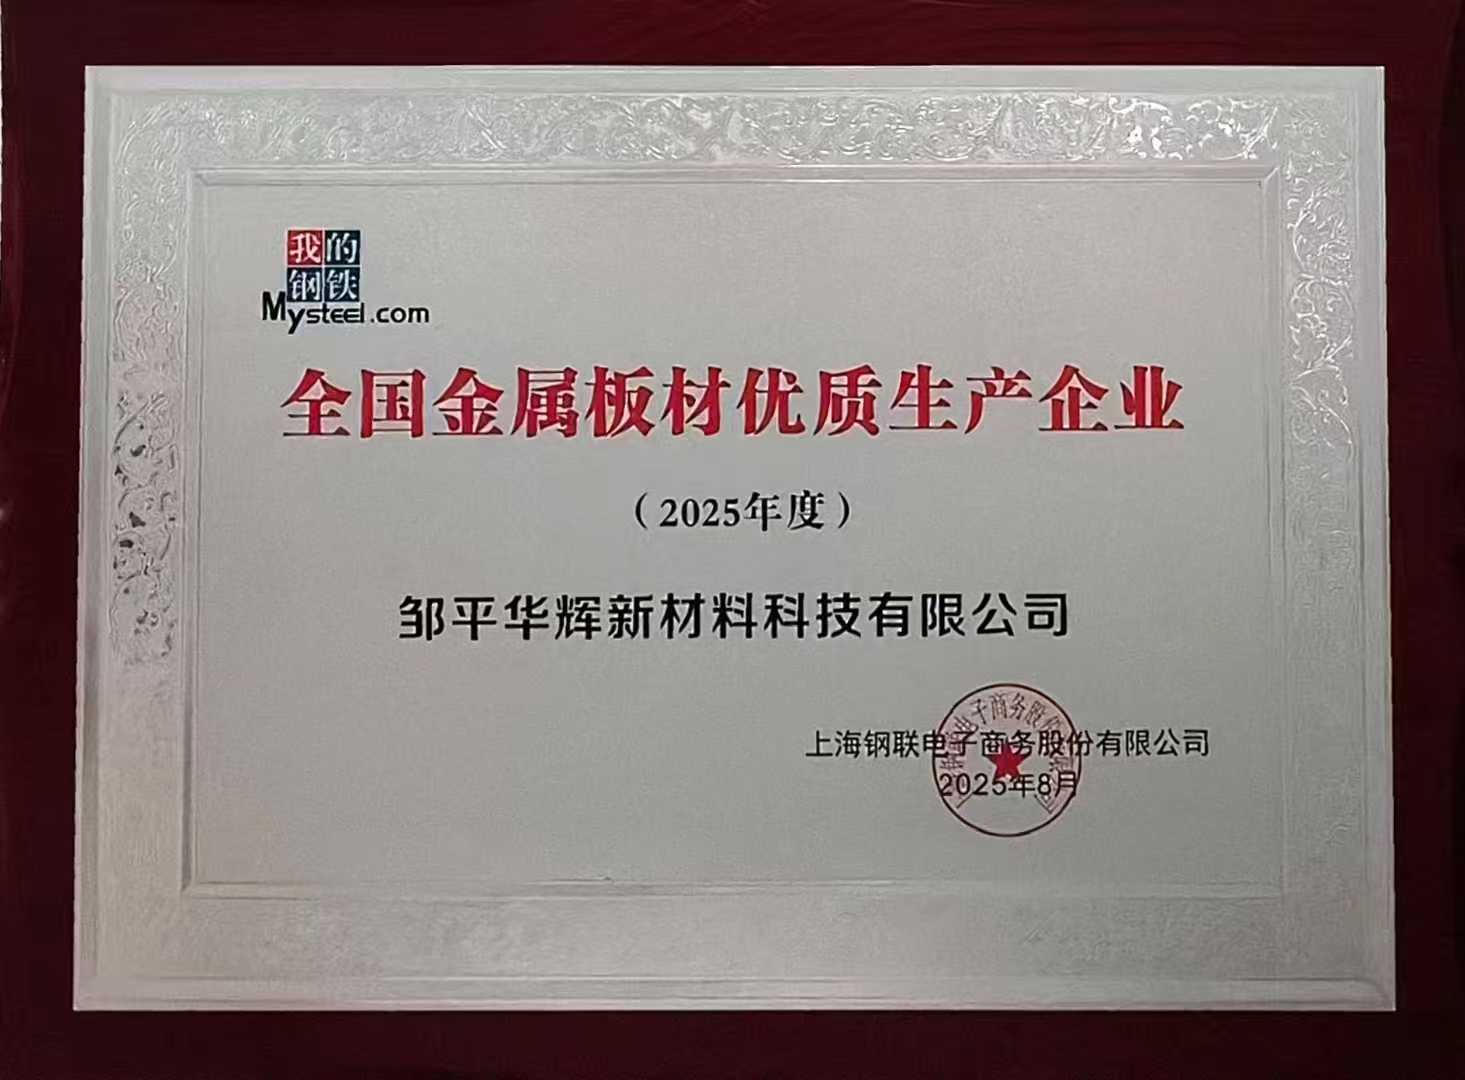 我的
钢铁
Mysteel.com
全国金属板材优质生产企业
（2025年度）
邹平华辉新材料科技有限公司
上海钢联电子商务股份有限公司
2025年8月